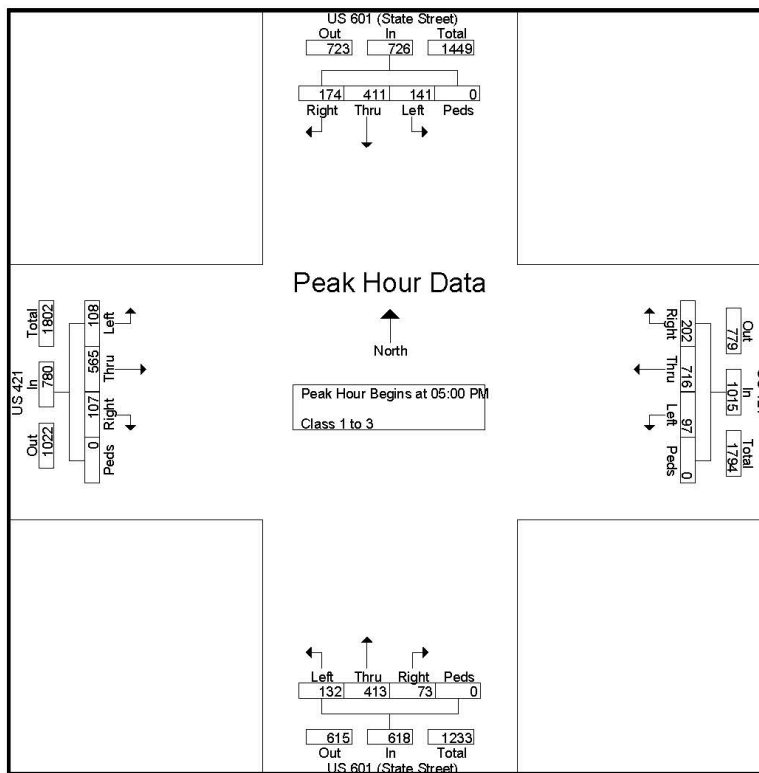 US 601 (State Street)
Out In Total
723 726 1449
174 411 141 0
Right Thru Left Peds
Peak Hour Data
North
Peak Hour Begins at 05:00 PM
Class 1 to 3
US 421
Out In Total
1022 780 1802
Left Thru Right Peds
108 565 107 0
Out In Total
779 1015 1794
202 716 97 0
Right Thru Left Peds
Left Thru Right Peds
132 413 73 0
615 618 1233
Out In Total
US 601 (State Street)